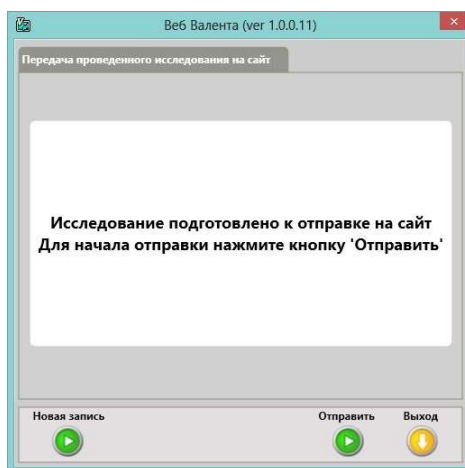 Веб Валента (ver 1.0.0.11)
Передача проведенного исследования на сайт
Исследование подготовлено к отправке на сайт
Для начала отправки нажмите кнопку 'Отправить'
Новая запись
Отправить
Выход